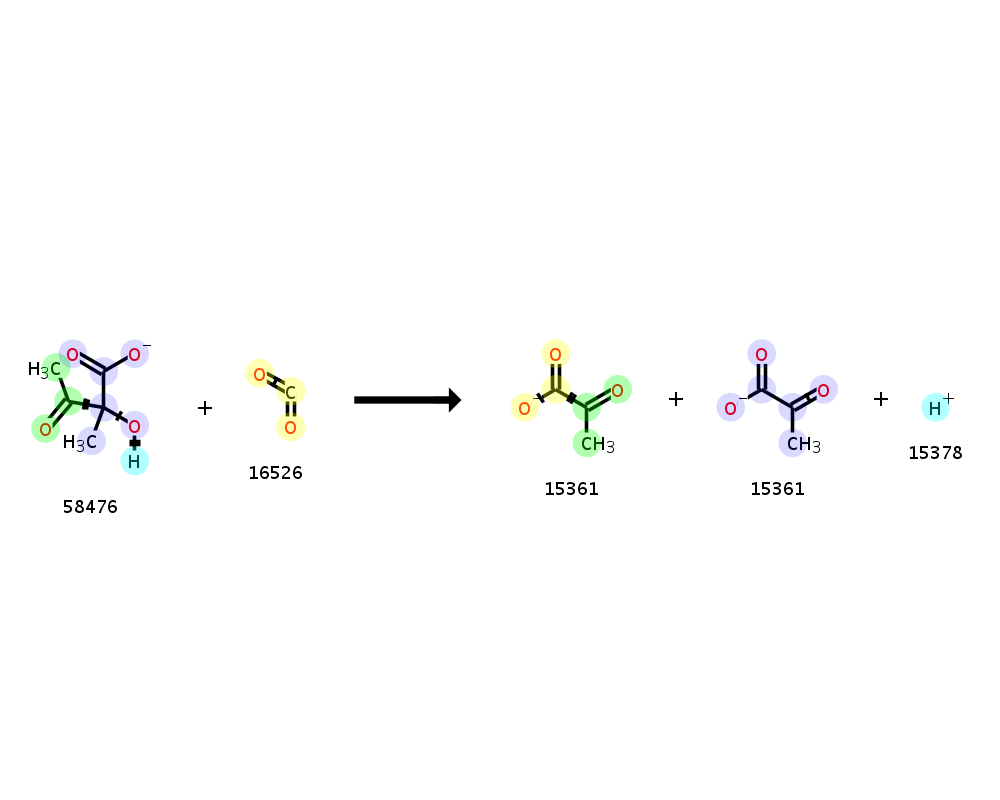 O O⁻
H₃C
O H₃C O
H
58476
+
O
C
O
16526
O
O⁻ O
CH₃
15361
+
O
O⁻ O
CH₃
15361
+
H⁺
15378